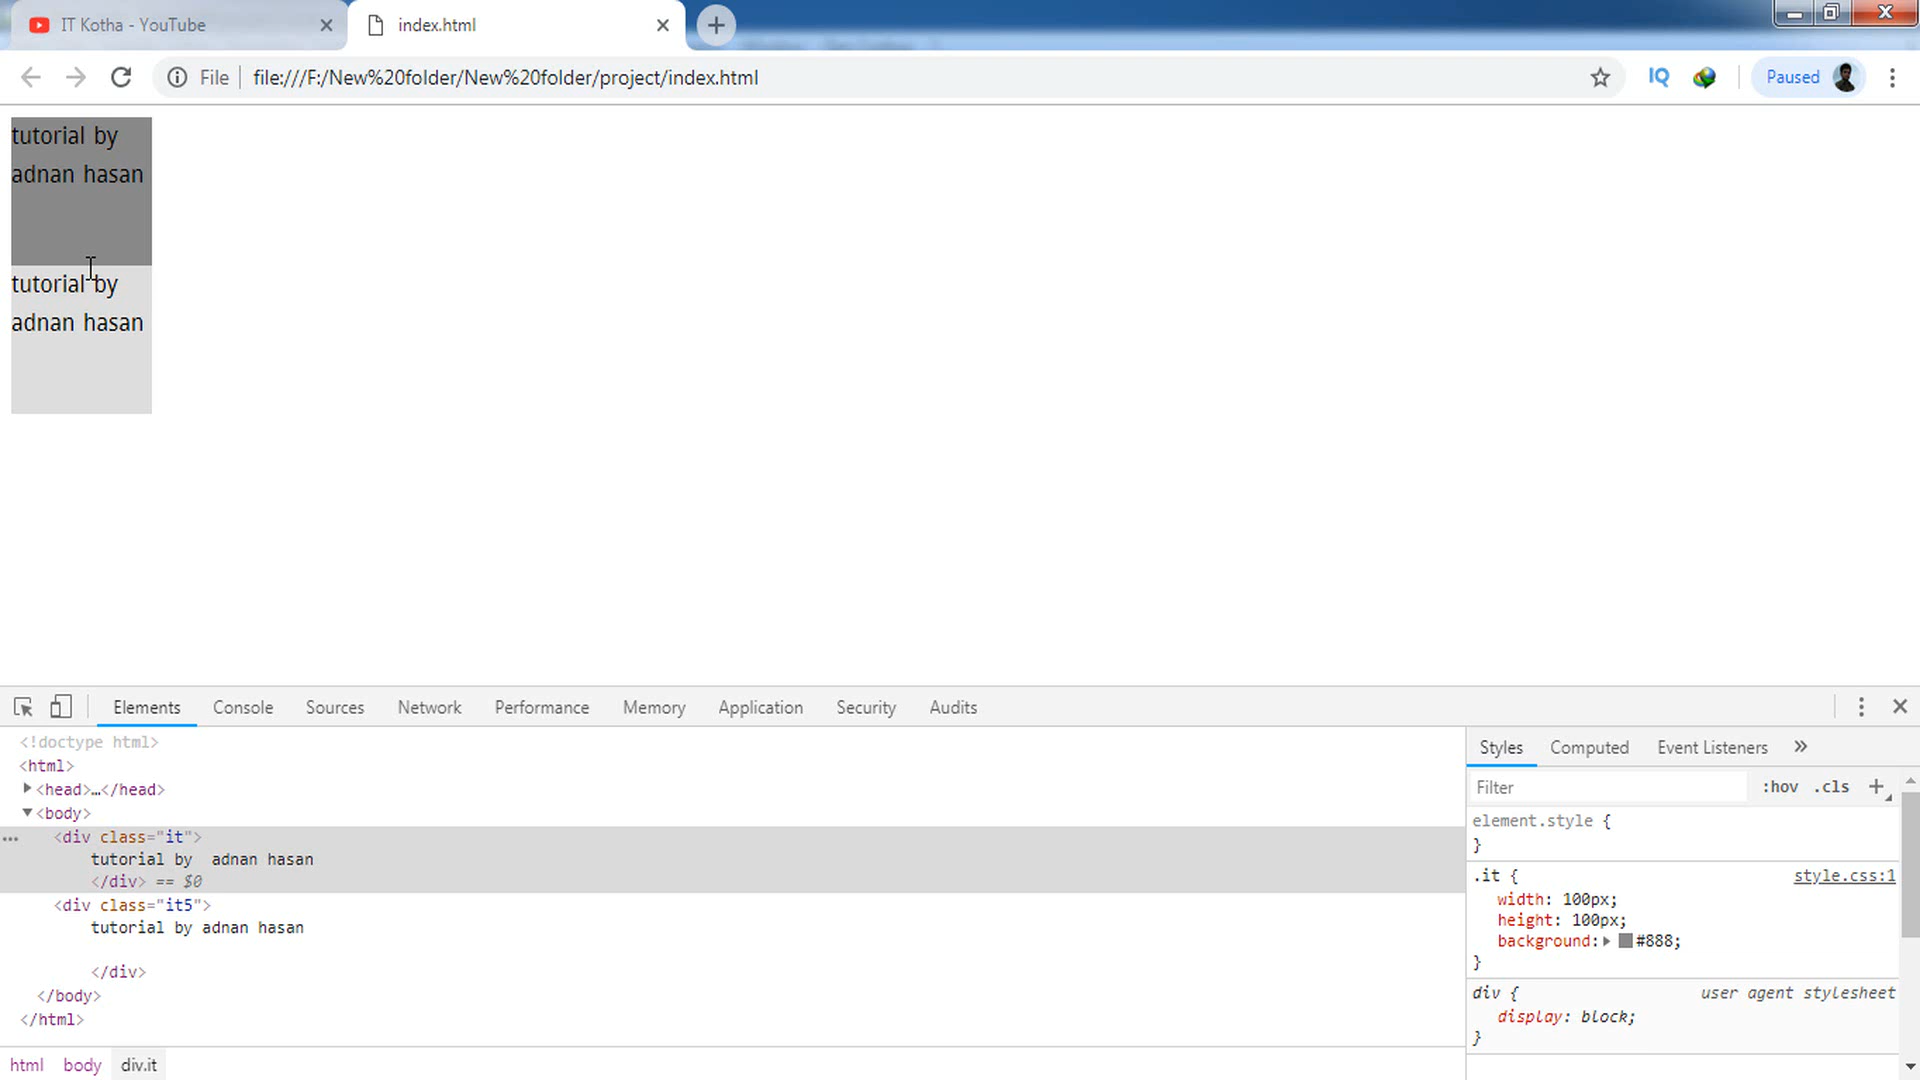 IT Kotha - YouTube
index.html
File
file:///F:/New%20folder/New%20folder/project/index.html
IQ
Paused
tutorial by
adnan hasan
tutorial by
adnan hasan
Elements Console Sources Network Performance Memory Application Security Audits
<!doctype html>
<html>
<head>…</head>
<body>
<div class="it">
tutorial by  adnan hasan
</div> == $0
<div class="it5">
tutorial by adnan hasan
</div>
</body>
</html>
html body div.it
Styles Computed Event Listeners »
Filter :hov .cls +
element.style {
}
.it { style.css:1
width: 100px;
height: 100px;
background: #888;
}
div { user agent stylesheet
display: block;
}